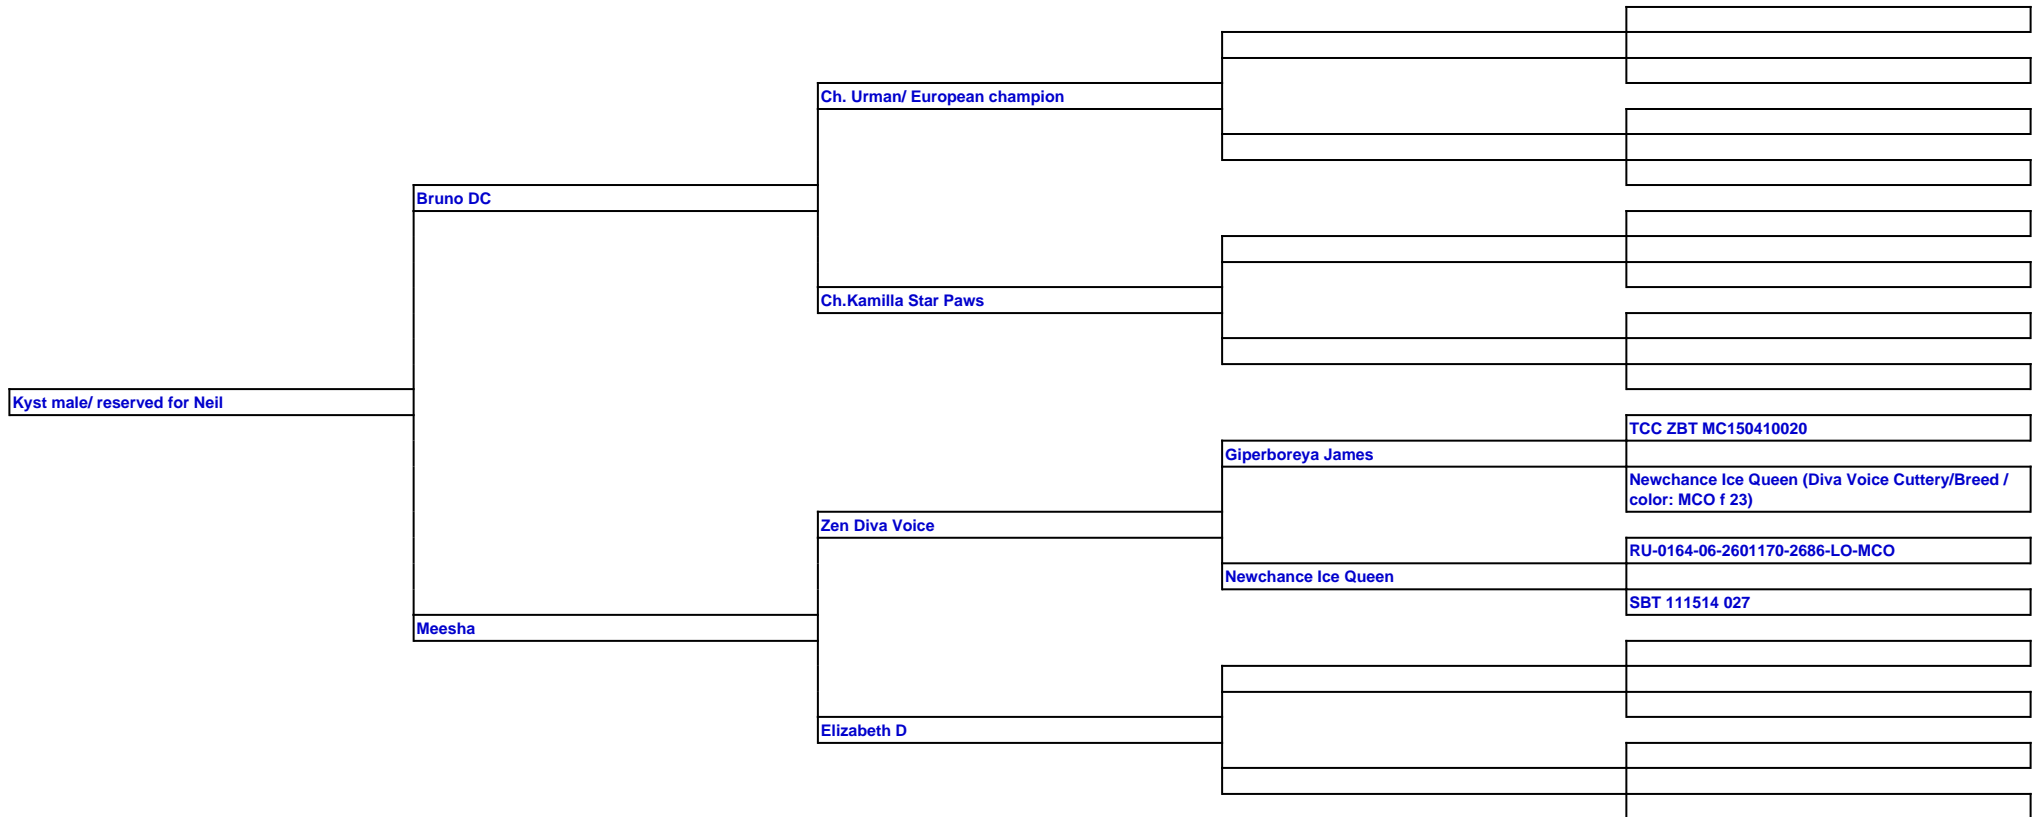 Ch. Urman/ European champion
Bruno DC
Ch.Kamilla Star Paws
Kyst male/ reserved for Neil
TCC ZBT MC150410020
Giperboreya James
Newchance Ice Queen (Diva Voice Cuttery/Breed /
color: MCO f 23)
Zen Diva Voice
RU-0164-06-2601170-2686-LO-MCO
Newchance Ice Queen
SBT 111514 027
Meesha
Elizabeth D